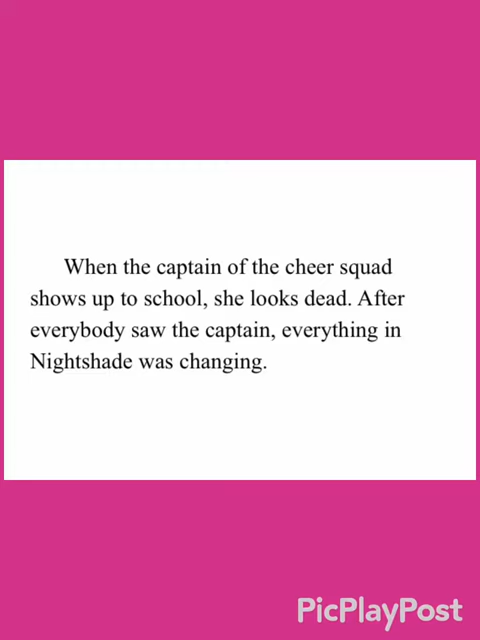 When the captain of the cheer squad
shows up to school, she looks dead. After
everybody saw the captain, everything in
Nightshade was changing.
PicPlayPost